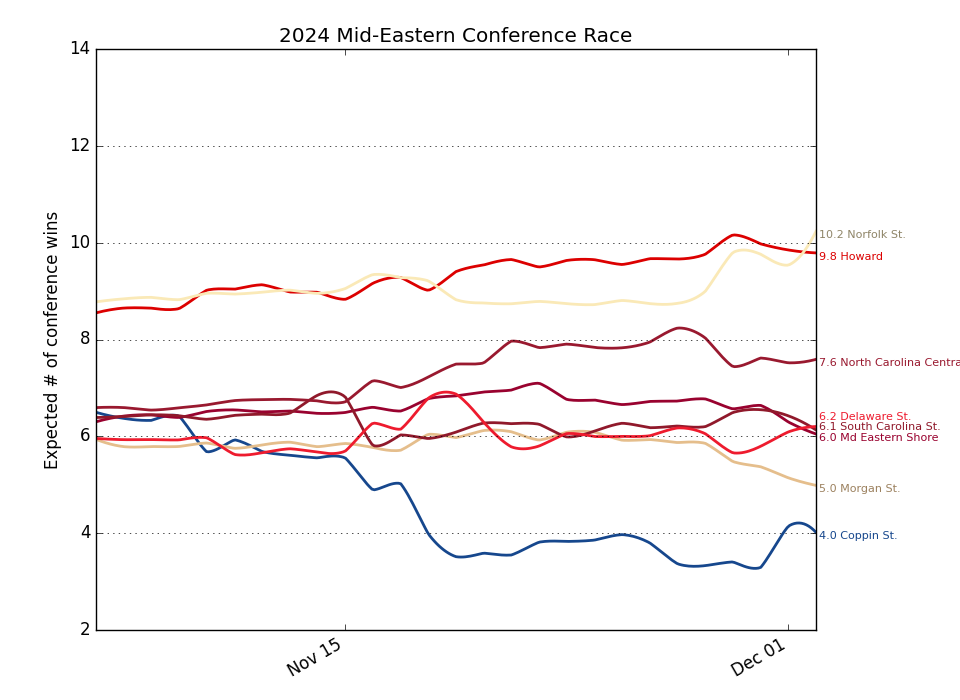 2024 Mid-Eastern Conference Race
Expected # of conference wins
14
12
10
8
6
4
2
10.2 Norfolk St.
9.8 Howard
7.6 North Carolina Centra
6.2 Delaware St.
6.1 South Carolina St.
6.0 Md Eastern Shore
5.0 Morgan St.
4.0 Coppin St.
Nov 15
Dec 01